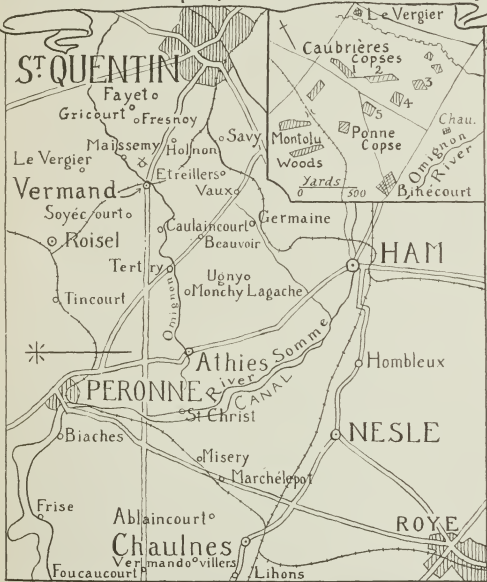 Le Vergier
Caubrières
Copses
1
2
3
4
5
Chau.
Montolu
Woods
Ponne
Copse
Omignon
River
Yards
0
500
Bihécourt
ST QUENTIN
Fayet
Gricourt
Fresnoy
Maissemy
Holnon
Savy
Le Vergier
Etreillers
Vermand
Vaux
Soyécourt
Germaine
Caulaincourt
Roisel
Beauvoir
HAM
Tertry
Ugny
Monchy Lagache
Tincourt
Omignon
Athies
River Somme
CANAL
Hombleux
PERONNE
St Christ
Biaches
NESLE
Misery
Marchélepot
Frise
Ablaincourt
ROYE
Chaulnes
Vermandovillers
Foucaucourt
Lihons